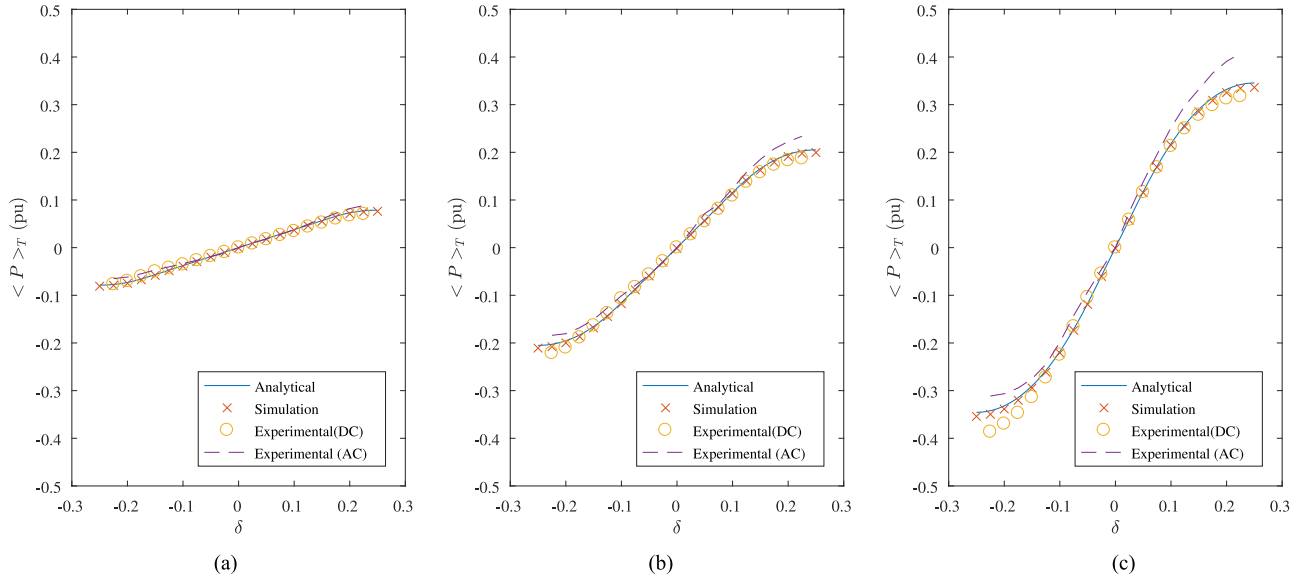 0.5
0.4
0.3
0.2
0.1
0
-0.1
-0.2
-0.3
-0.4
-0.5
< P >T (pu)
-0.3 -0.2 -0.1 0 0.1 0.2 0.3
δ
Analytical
Simulation
Experimental(DC)
Experimental (AC)
(a)
0.5
0.4
0.3
0.2
0.1
0
-0.1
-0.2
-0.3
-0.4
-0.5
< P >T (pu)
-0.3 -0.2 -0.1 0 0.1 0.2 0.3
δ
Analytical
Simulation
Experimental(DC)
Experimental (AC)
(b)
0.5
0.4
0.3
0.2
0.1
0
-0.1
-0.2
-0.3
-0.4
-0.5
< P >T (pu)
-0.3 -0.2 -0.1 0 0.1 0.2 0.3
δ
Analytical
Simulation
Experimental(DC)
Experimental (AC)
(c)